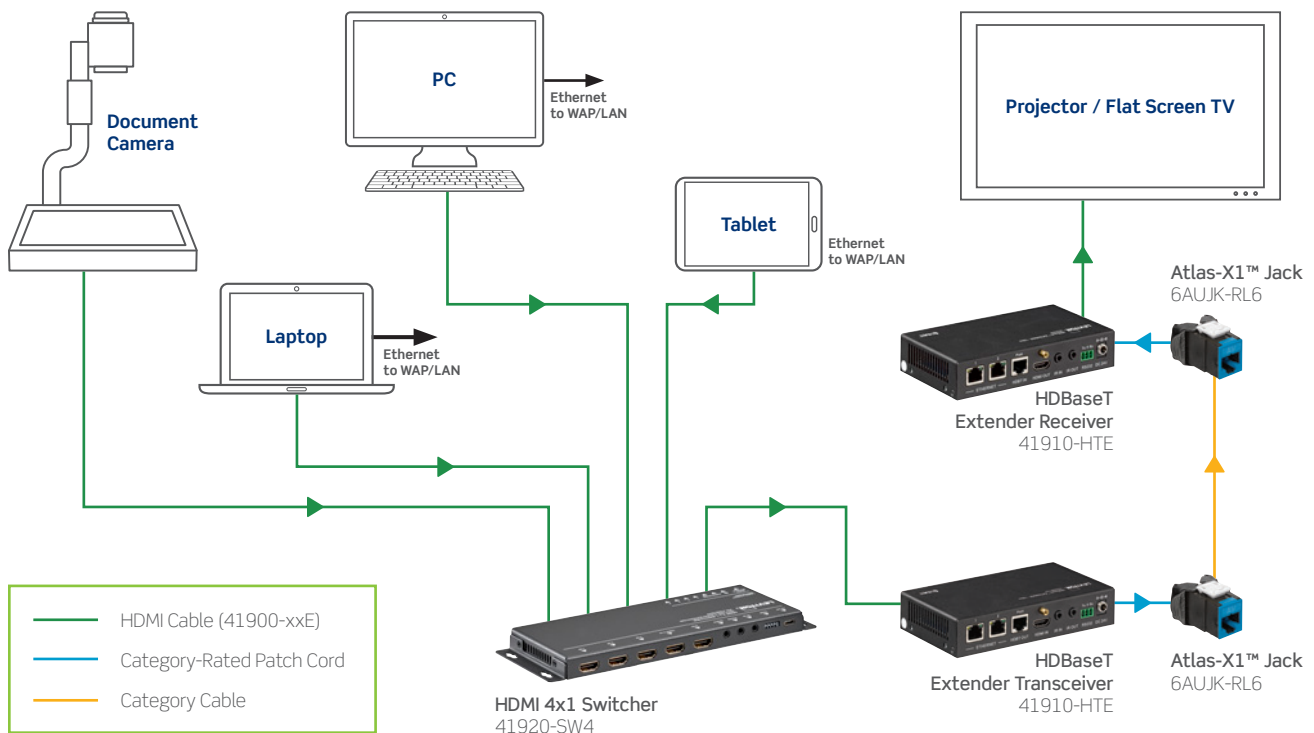 PC
Ethernet
to WAP/LAN
Projector / Flat Screen TV
Document
Camera
Tablet
Ethernet
to WAP/LAN
Laptop
Ethernet
to WAP/LAN
Atlas-X1™ Jack
6AUJK-RL6
HDBaseT
Extender Receiver
41910-HTE
HDMI Cable (41900-xxE)
Category-Rated Patch Cord
Category Cable
HDMI 4x1 Switcher
41920-SW4
HDBaseT
Extender Transceiver
41910-HTE
Atlas-X1™ Jack
6AUJK-RL6